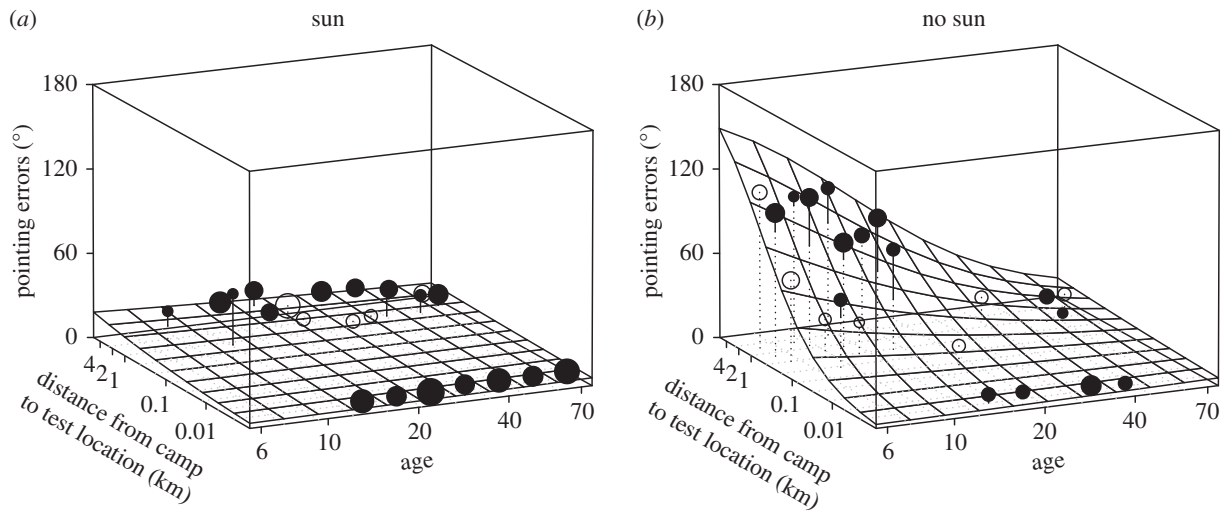 (a)
sun
180
120
60
0
pointing errors (°)
4
2
1
0.1
0.01
distance from camp
to test location (km)
6
10
20
40
70
age
(b)
no sun
180
120
60
0
pointing errors (°)
4
2
1
0.1
0.01
distance from camp
to test location (km)
6
10
20
40
70
age